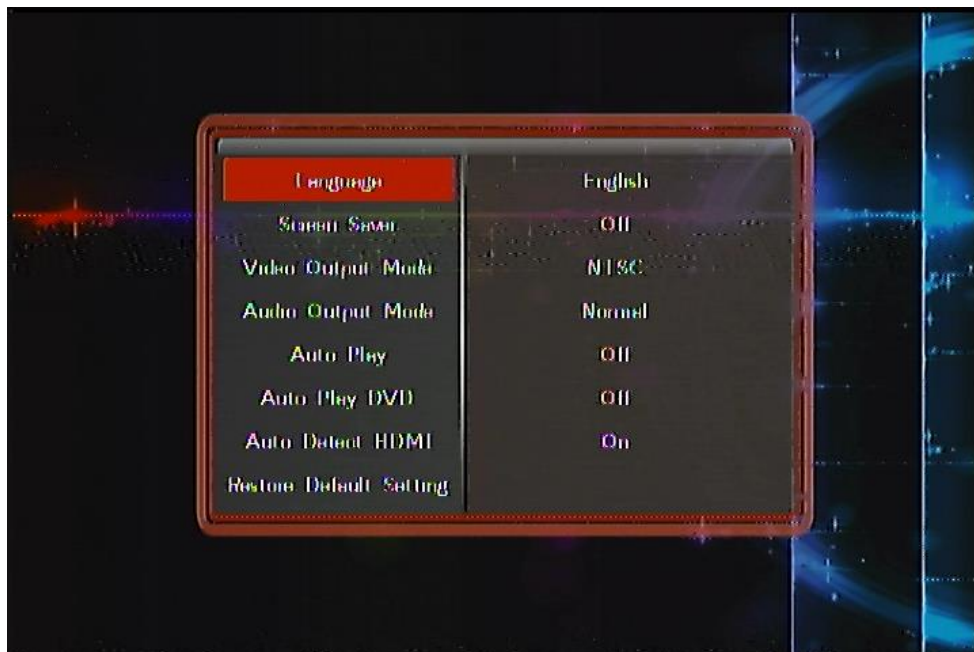 Language English
Screen Saver Off
Video Output Mode NTSC
Audio Output Mode Normal
Auto Play Off
Auto Play DVD Off
Auto Detect HDMI On
Restore Default Setting